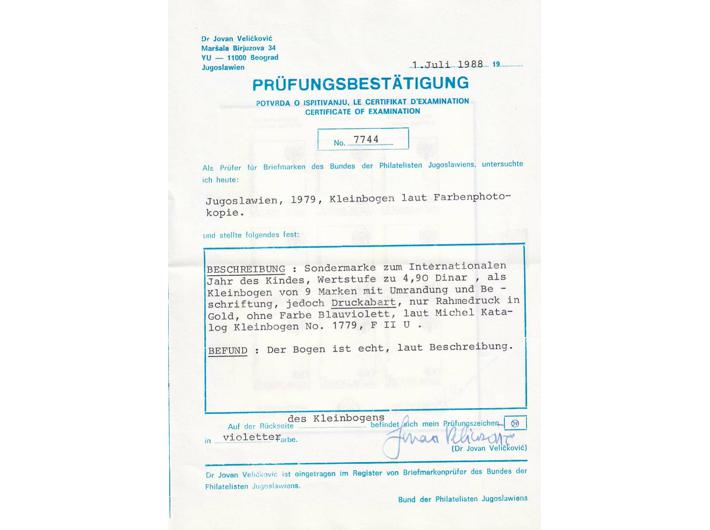 Dr Jovan Veličković
Maršala Birjuzova 34
YU — 11000 Beograd
Jugoslawien
1.Juli 1988 19
PRÜFUNGSBESTÄTIGUNG
POTVRDA O ISPITIVANJU, LE CERTIFIKAT D'EXAMINATION
CERTIFICATE OF EXAMINATION
No. 7744
Als Prüfer für Briefmarken des Bundes der Philatelisten Jugoslawiens, untersuchte
ich heute:
Jugoslawien, 1979, Kleinbogen laut Farbenphoto-
kopie.
und stellte folgendes fest:
BESCHREIBUNG : Sondermarke zum Internationalen
Jahr des Kindes, Wertstufe zu 4,90 Dinar , als
Kleinbogen von 9 Marken mit Umrandung und Be -
schriftung, jedoch Druckabart, nur Rahmedruck in
Gold, ohne Farbe Blauviolett, laut Michel Kata-
log Kleinbogen No. 1779, F II U .
BEFUND : Der Bogen ist echt, laut Beschreibung.
Auf der Rückseite des Kleinbogens befindet sich mein Prüfungszeichen
in violetter Farbe.
Jovan Veličković
(Dr Jovan Veličković)
Dr Jovan Veličković ist eingetragen im Register von Briefmarkenprüfer des Bundes der
Philatelisten Jugoslawiens.
Bund der Philatelisten Jugoslawiens